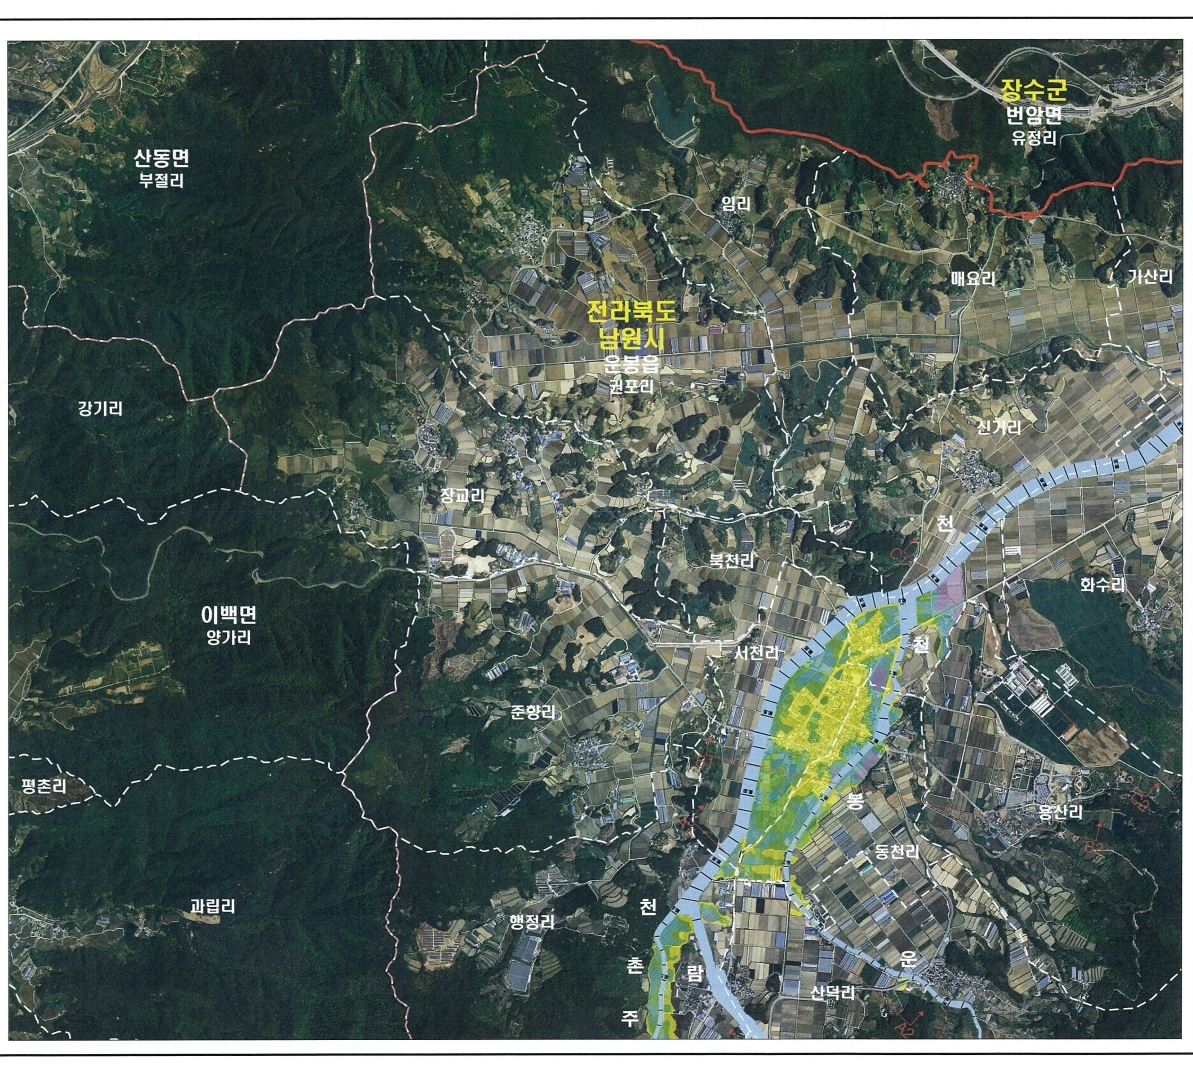 장수군
번암면
유정리
산동면
부절리
임리
매요리
가산리
전라북도
남원시
운봉읍
권포리
강기리
신기리
장교리
천
북천리
화수리
이백면
양가리
서천리
철
준향리
평촌리
봉
용산리
동천리
과립리
천
행정리
운
촌
람
산덕리
주
A2